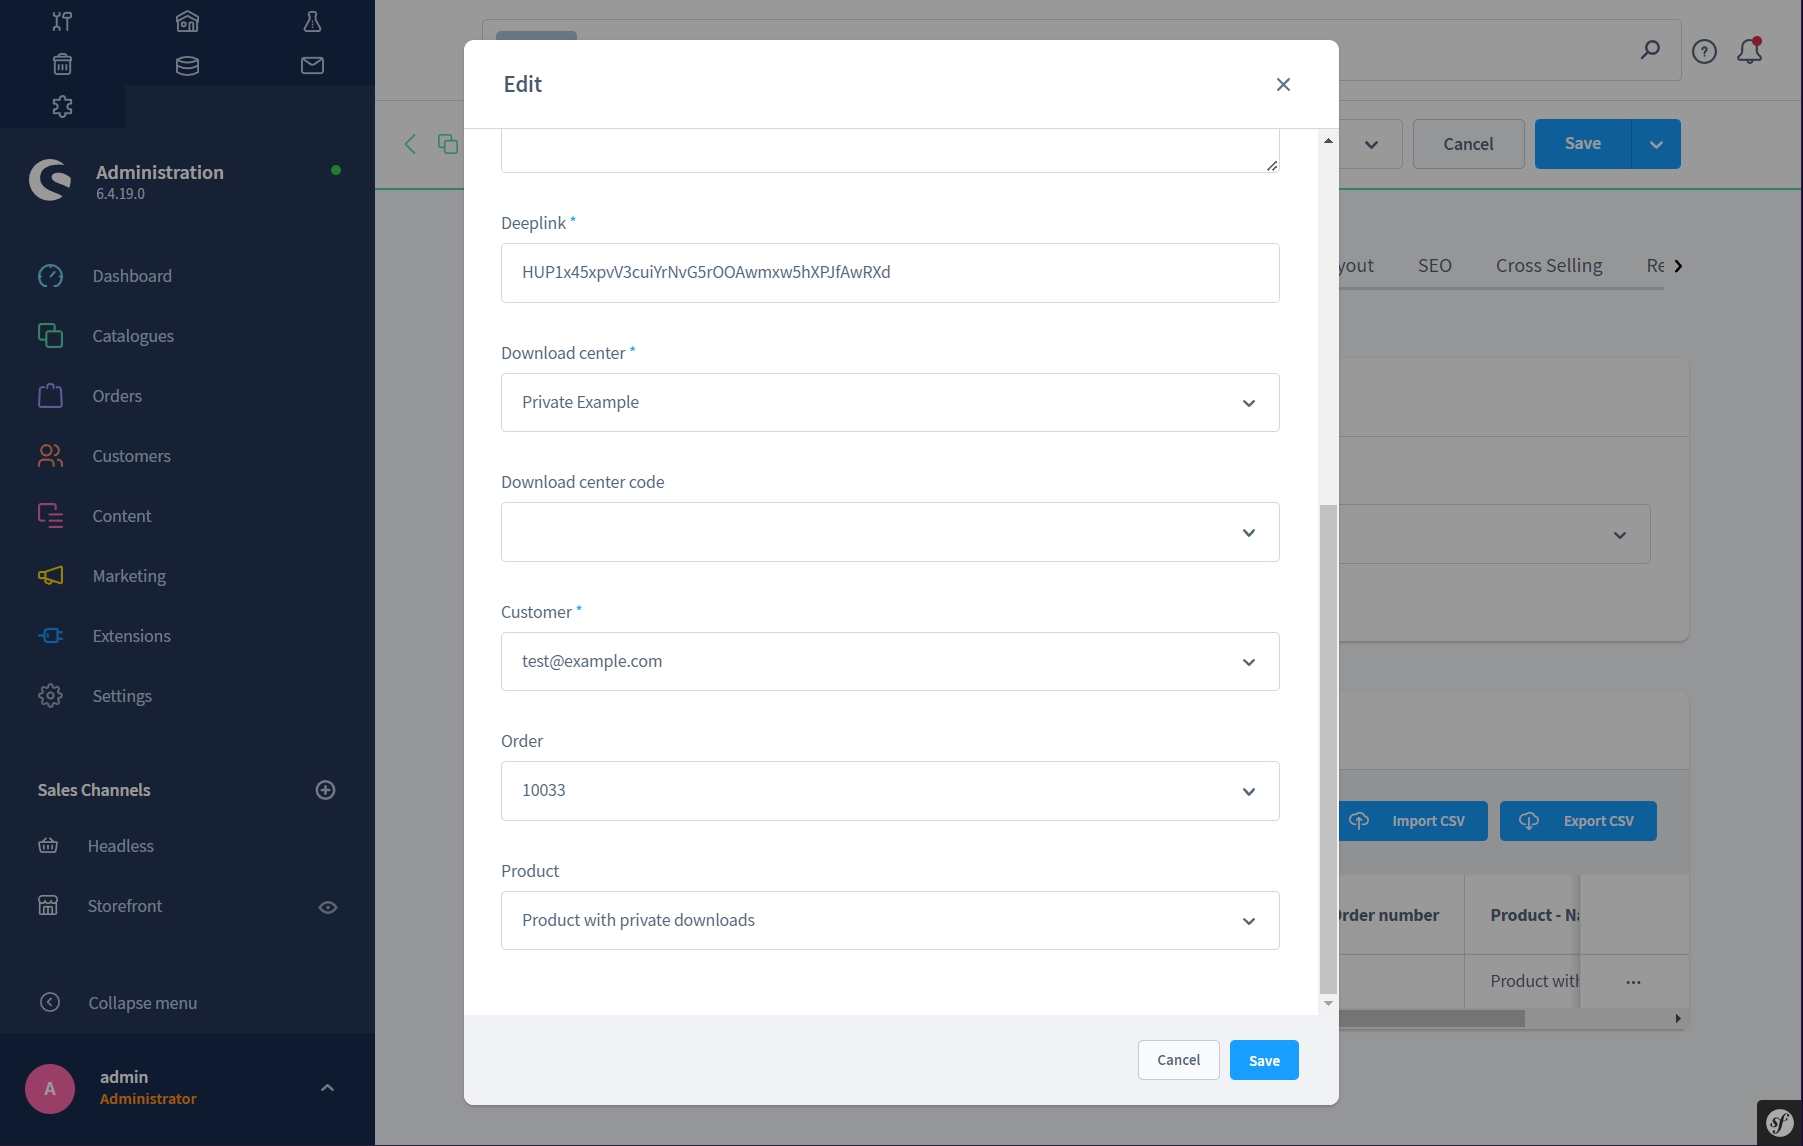 Administration
6.4.19.0
Dashboard
Catalogues
Orders
Customers
Content
Marketing
Extensions
Settings
Sales Channels
Headless
Storefront
Collapse menu
A
admin
Administrator
Cancel
Save
yout
SEO
Cross Selling
Re
Edit
Deeplink *
HUP1x45xpvV3cuiYrNvG5rOOAwmxw5hXPJfAwRXd
Download center *
Private Example
Download center code
Customer *
test@example.com
Order
10033
Product
Product with private downloads
Cancel
Save
Import CSV
Export CSV
rder number
Product - Na
Product with
...
sf